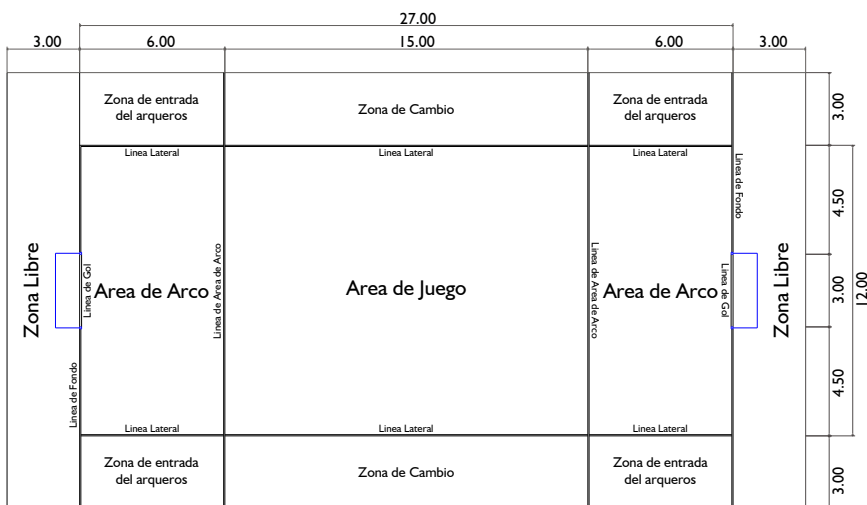 27.00
3.00
6.00
15.00
6.00
3.00
Zona de entrada
del arqueros
Zona de Cambio
Zona de entrada
del arqueros
3.00
Linea Lateral
Linea Lateral
Linea Lateral
Linea de Fondo
4.50
Zona Libre
Linea de Gol
Area de Arco
Linea de Area de Arco
Area de Juego
Linea de Area de Arco
Area de Arco
Linea de Gol
Zona Libre
3.00
12.00
Linea de Fondo
4.50
Linea Lateral
Linea Lateral
Linea Lateral
Zona de entrada
del arqueros
Zona de Cambio
Zona de entrada
del arqueros
3.00